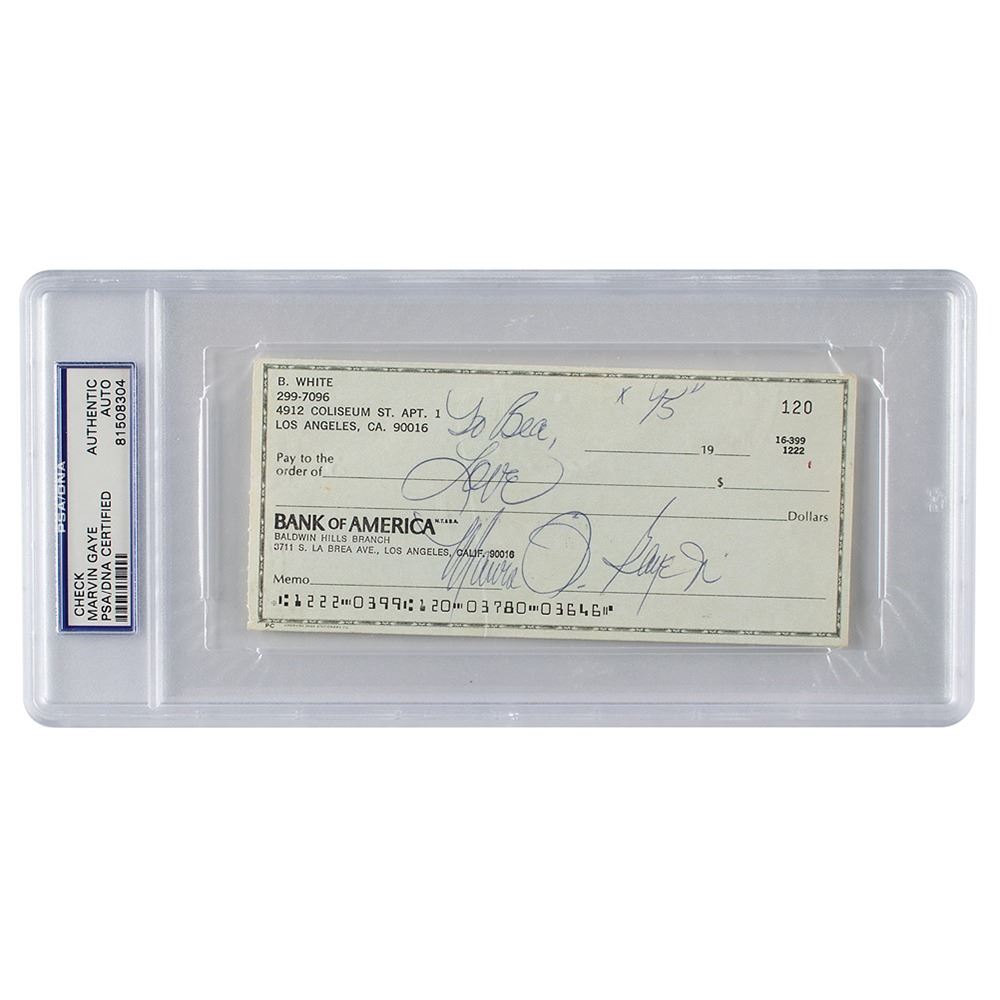 CHECK
MARVIN GAYE
PSA/DNA CERTIFIED
AUTHENTIC
AUTO
81508304
PSA/DNA
B. WHITE
299-7096
4912 COLISEUM ST. APT. 1
LOS ANGELES, CA. 90016
120
To Bea,
19
16-399
1222
Pay to the
order of
Love
$
Dollars
BANK OF AMERICA N.T.&S.A.
BALDWIN HILLS BRANCH
3711 S. LA BREA AVE., LOS ANGELES, CALIF. 90016
Marvin Gaye Jr
Memo
⑆1222⑉0399⑆120⑉03780⑉03646⑈
PC